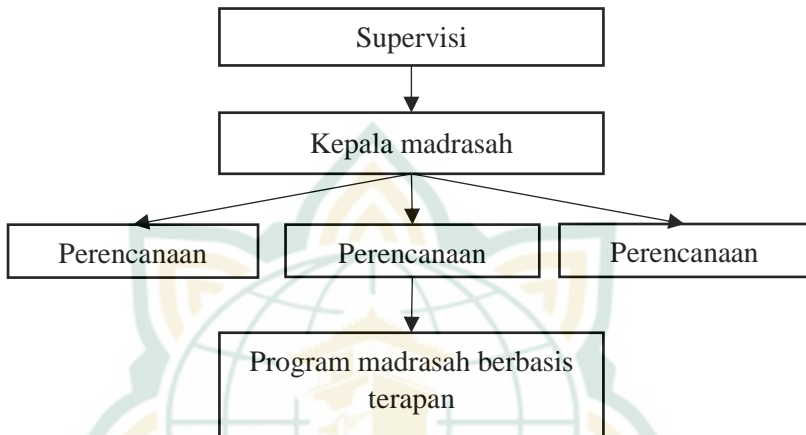 Supervisi
Kepala madrasah
Perencanaan
Perencanaan
Perencanaan
Program madrasah berbasis
terapan